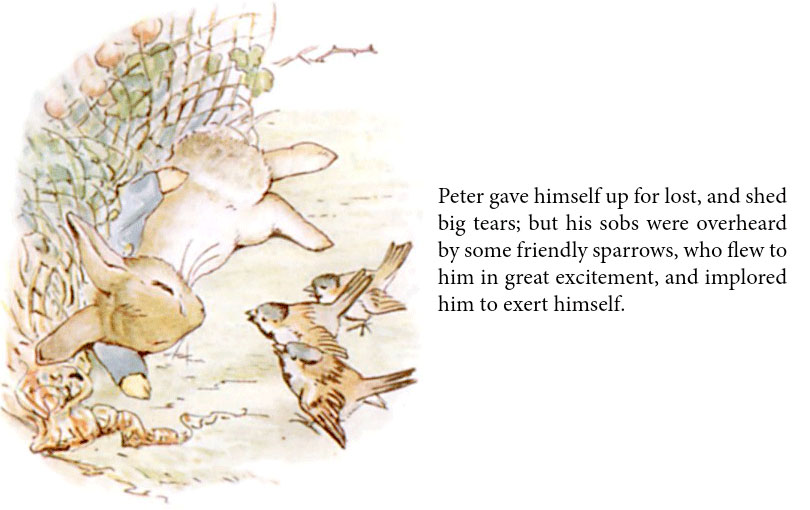 Peter gave himself up for lost, and shed
big tears; but his sobs were overheard
by some friendly sparrows, who flew to
him in great excitement, and implored
him to exert himself.